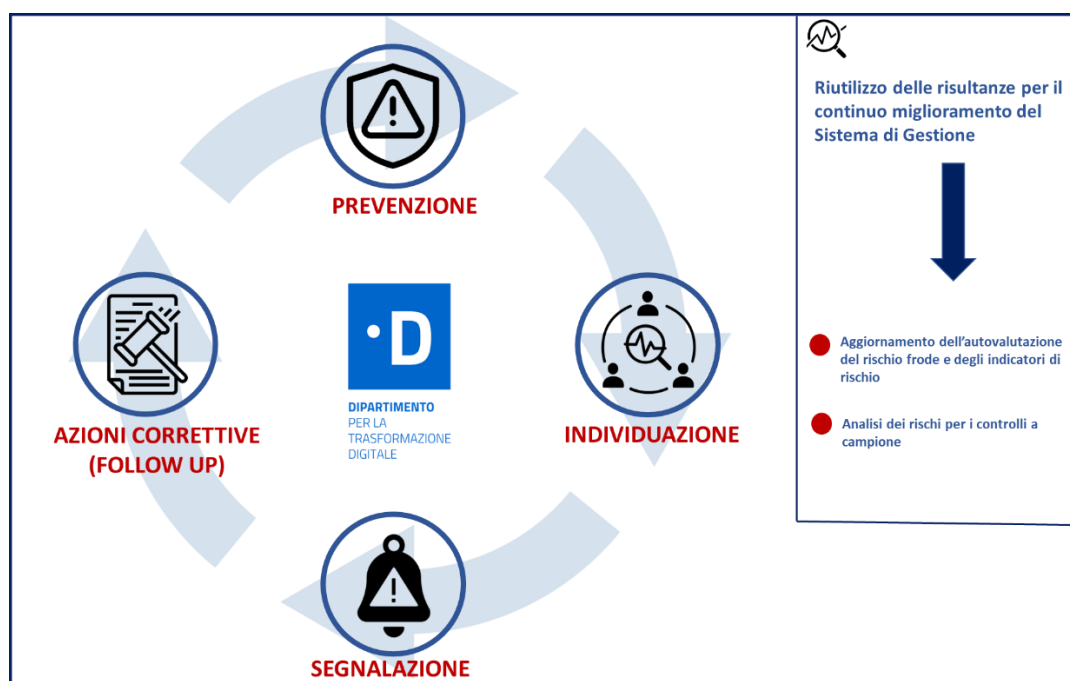 PREVENZIONE
INDIVIDUAZIONE
SEGNALAZIONE
AZIONI CORRETTIVE
(FOLLOW UP)
D
DIPARTIMENTO
PER LA
TRASFORMAZIONE
DIGITALE
Riutilizzo delle risultanze per il
continuo miglioramento del
Sistema di Gestione
Aggiornamento dell’autovalutazione
del rischio frode e degli indicatori di
rischio
Analisi dei rischi per i controlli a
campione